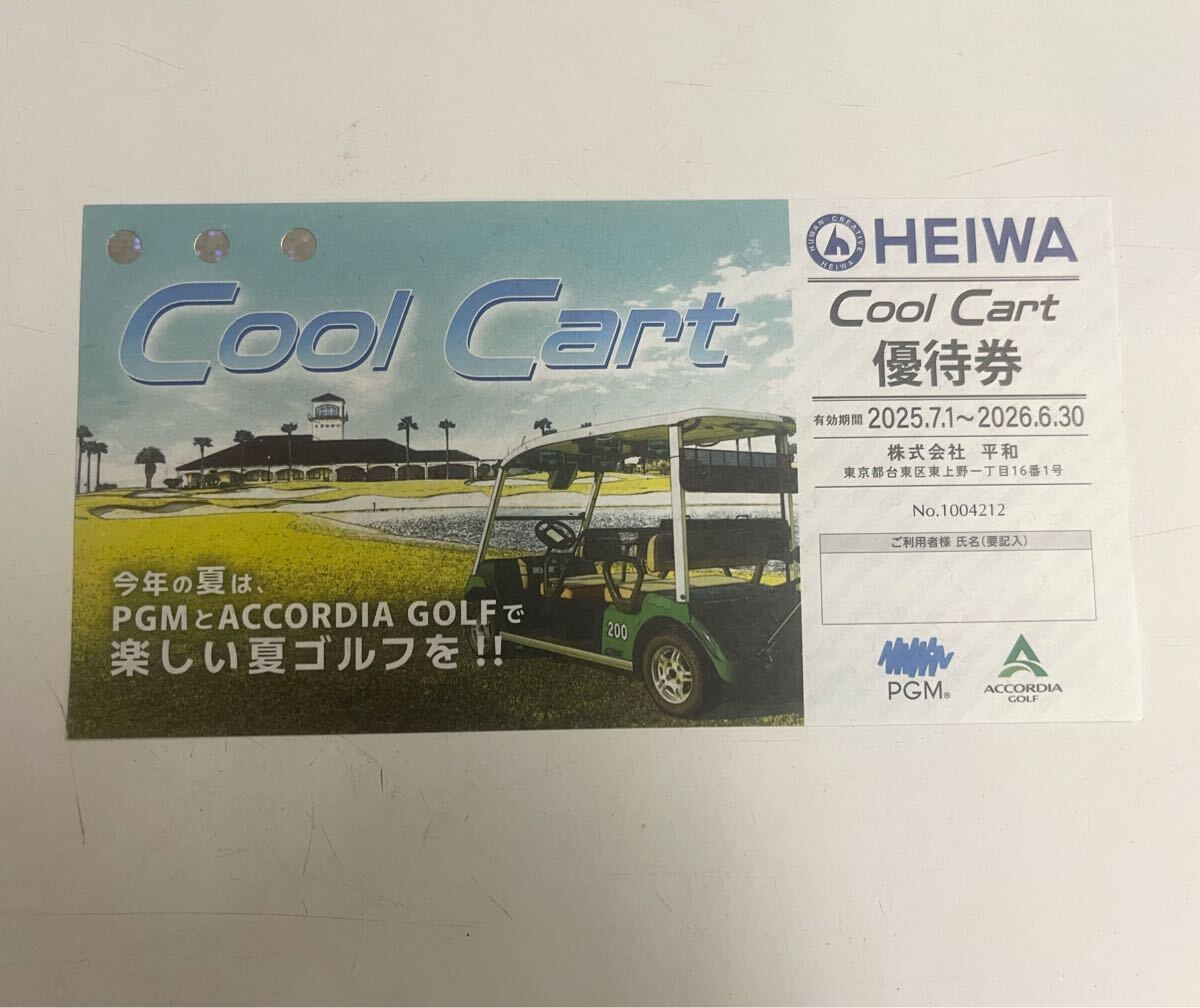 Cool Cart
今年の夏は、
PGMとACCORDIA GOLFで
楽しい夏ゴルフを!!
200
HUMAN CREATIVE
HEIWA
HEIWA
Cool Cart
優待券
有効期間 2025.7.1～2026.6.30
株式会社 平和
東京都台東区東上野一丁目16番1号
No.1004212
ご利用者様 氏名(要記入)
PGM®
ACCORDIA
GOLF